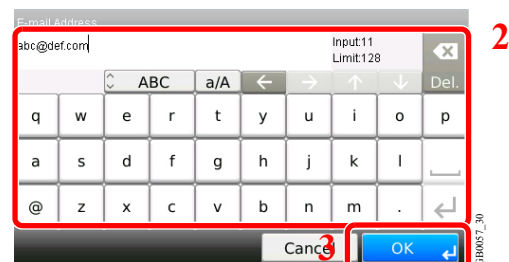 E-mail Address
abc@def.com
Input:11
Limit:128
2
ABC a/A ← → ↑ ↓ Del.
q w e r t y u i o p
a s d f g h j k l _
@ z x c v b n m .
Cancel 3 OK
GB0057_30